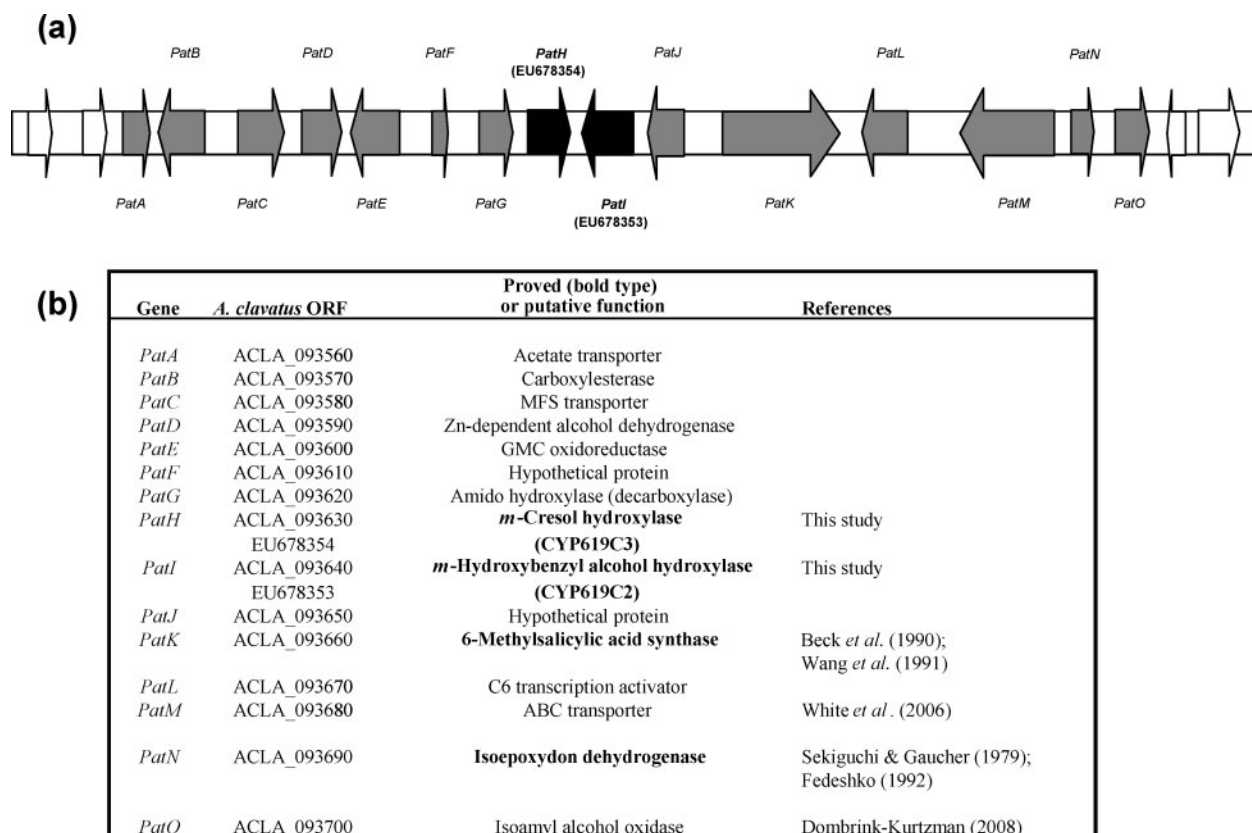 (a)
PatB PatD PatF PatH PatJ PatL PatN
(EU678354)
PatA PatC PatE PatG PatI PatK PatM PatO
(EU678353)
(b)
Proved (bold type)
Gene A. clavatus ORF or putative function References
PatA ACLA_093560 Acetate transporter
PatB ACLA_093570 Carboxylesterase
PatC ACLA_093580 MFS transporter
PatD ACLA_093590 Zn-dependent alcohol dehydrogenase
PatE ACLA_093600 GMC oxidoreductase
PatF ACLA_093610 Hypothetical protein
PatG ACLA_093620 Amido hydroxylase (decarboxylase)
PatH ACLA_093630 m-Cresol hydroxylase This study
EU678354 (CYP619C3)
PatI ACLA_093640 m-Hydroxybenzyl alcohol hydroxylase This study
EU678353 (CYP619C2)
PatJ ACLA_093650 Hypothetical protein
PatK ACLA_093660 6-Methylsalicylic acid synthase Beck et al. (1990);
Wang et al. (1991)
PatL ACLA_093670 C6 transcription activator
PatM ACLA_093680 ABC transporter White et al. (2006)
PatN ACLA_093690 Isoepoxydon dehydrogenase Sekiguchi & Gaucher (1979);
Fedeshko (1992)
PatO ACLA_093700 Isoamyl alcohol oxidase Dombrink-Kurtzman (2008)